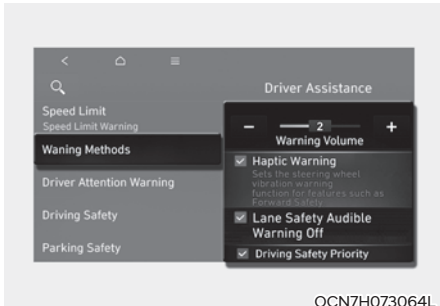 Driver Assistance
Speed Limit
Speed Limit Warning
Waning Methods
Driver Attention Warning
Driving Safety
Parking Safety
− 2 +
Warning Volume
Haptic Warning
Sets the steering wheel
vibration warning
function for features such as
Forward Safety
Lane Safety Audible
Warning Off
Driving Safety Priority
OCN7H073064L